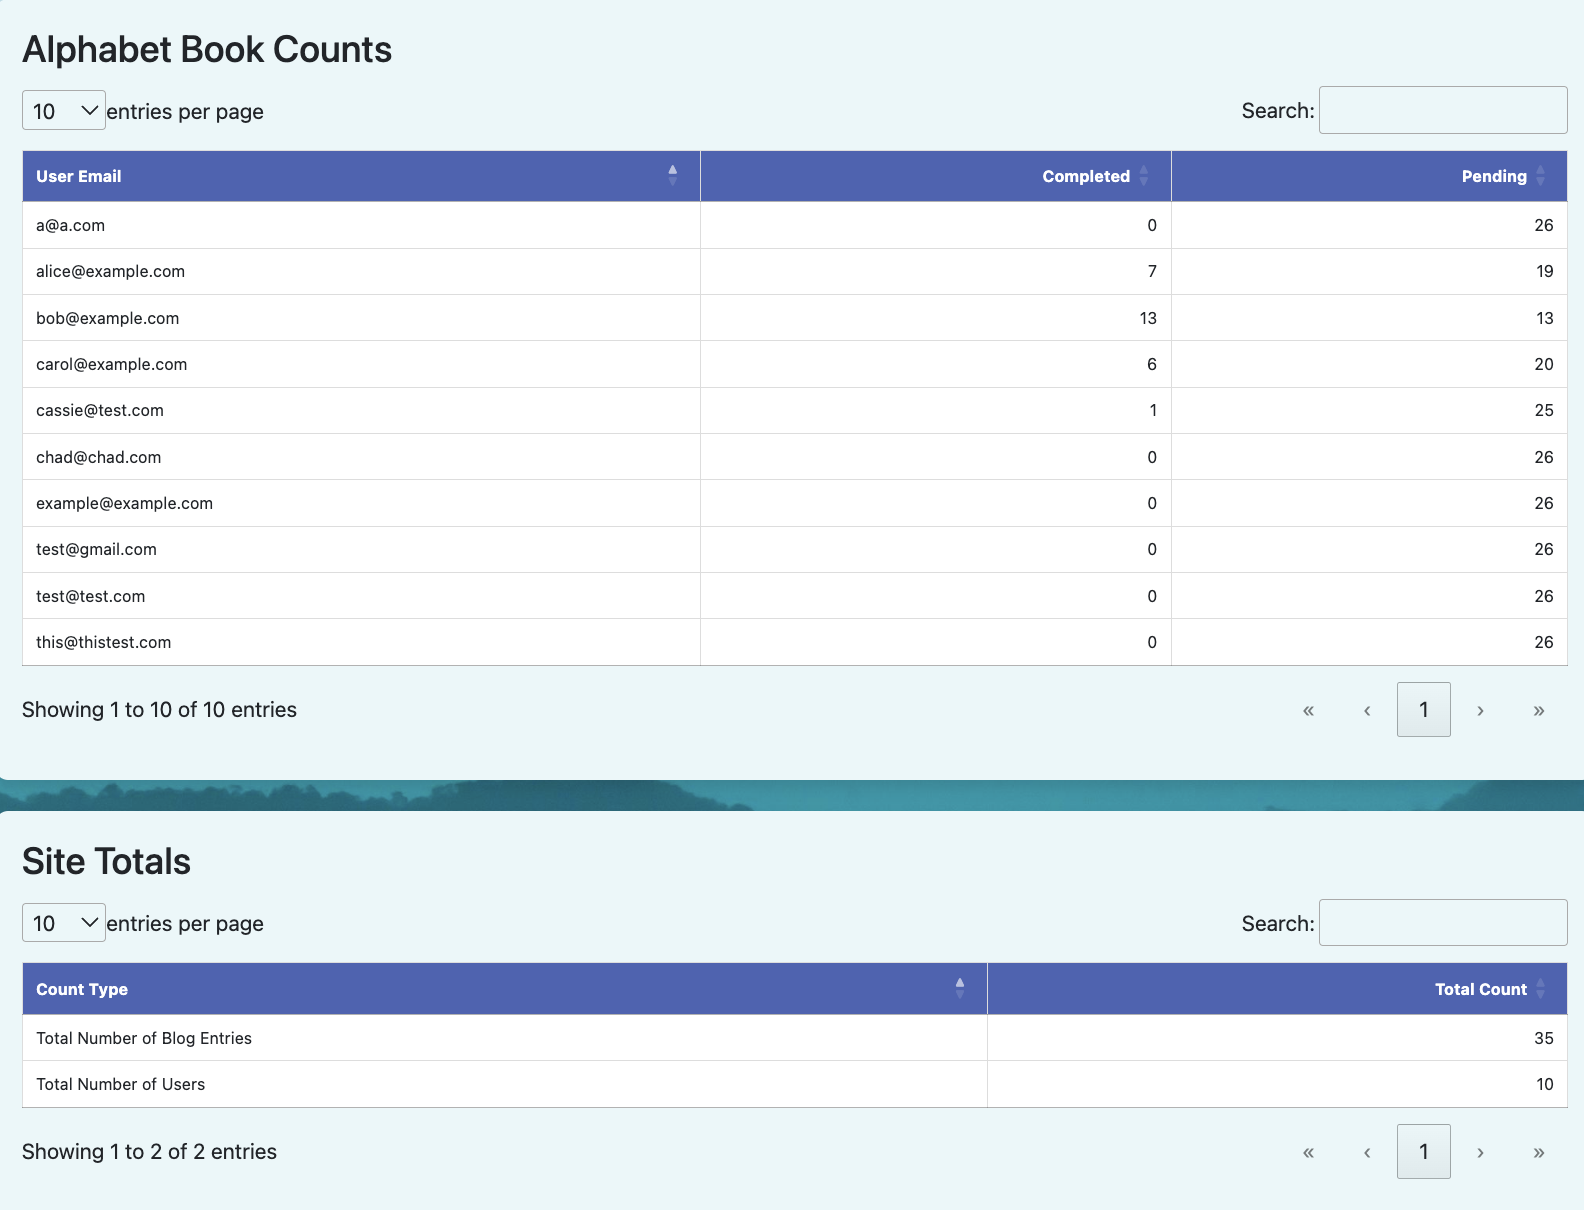 Alphabet Book Counts
10 entries per page Search:
User Email Completed Pending
a@a.com 0 26
alice@example.com 7 19
bob@example.com 13 13
carol@example.com 6 20
cassie@test.com 1 25
chad@chad.com 0 26
example@example.com 0 26
test@gmail.com 0 26
test@test.com 0 26
this@thistest.com 0 26
Showing 1 to 10 of 10 entries « ‹ 1 › »
Site Totals
10 entries per page Search:
Count Type Total Count
Total Number of Blog Entries 35
Total Number of Users 10
Showing 1 to 2 of 2 entries « ‹ 1 › »